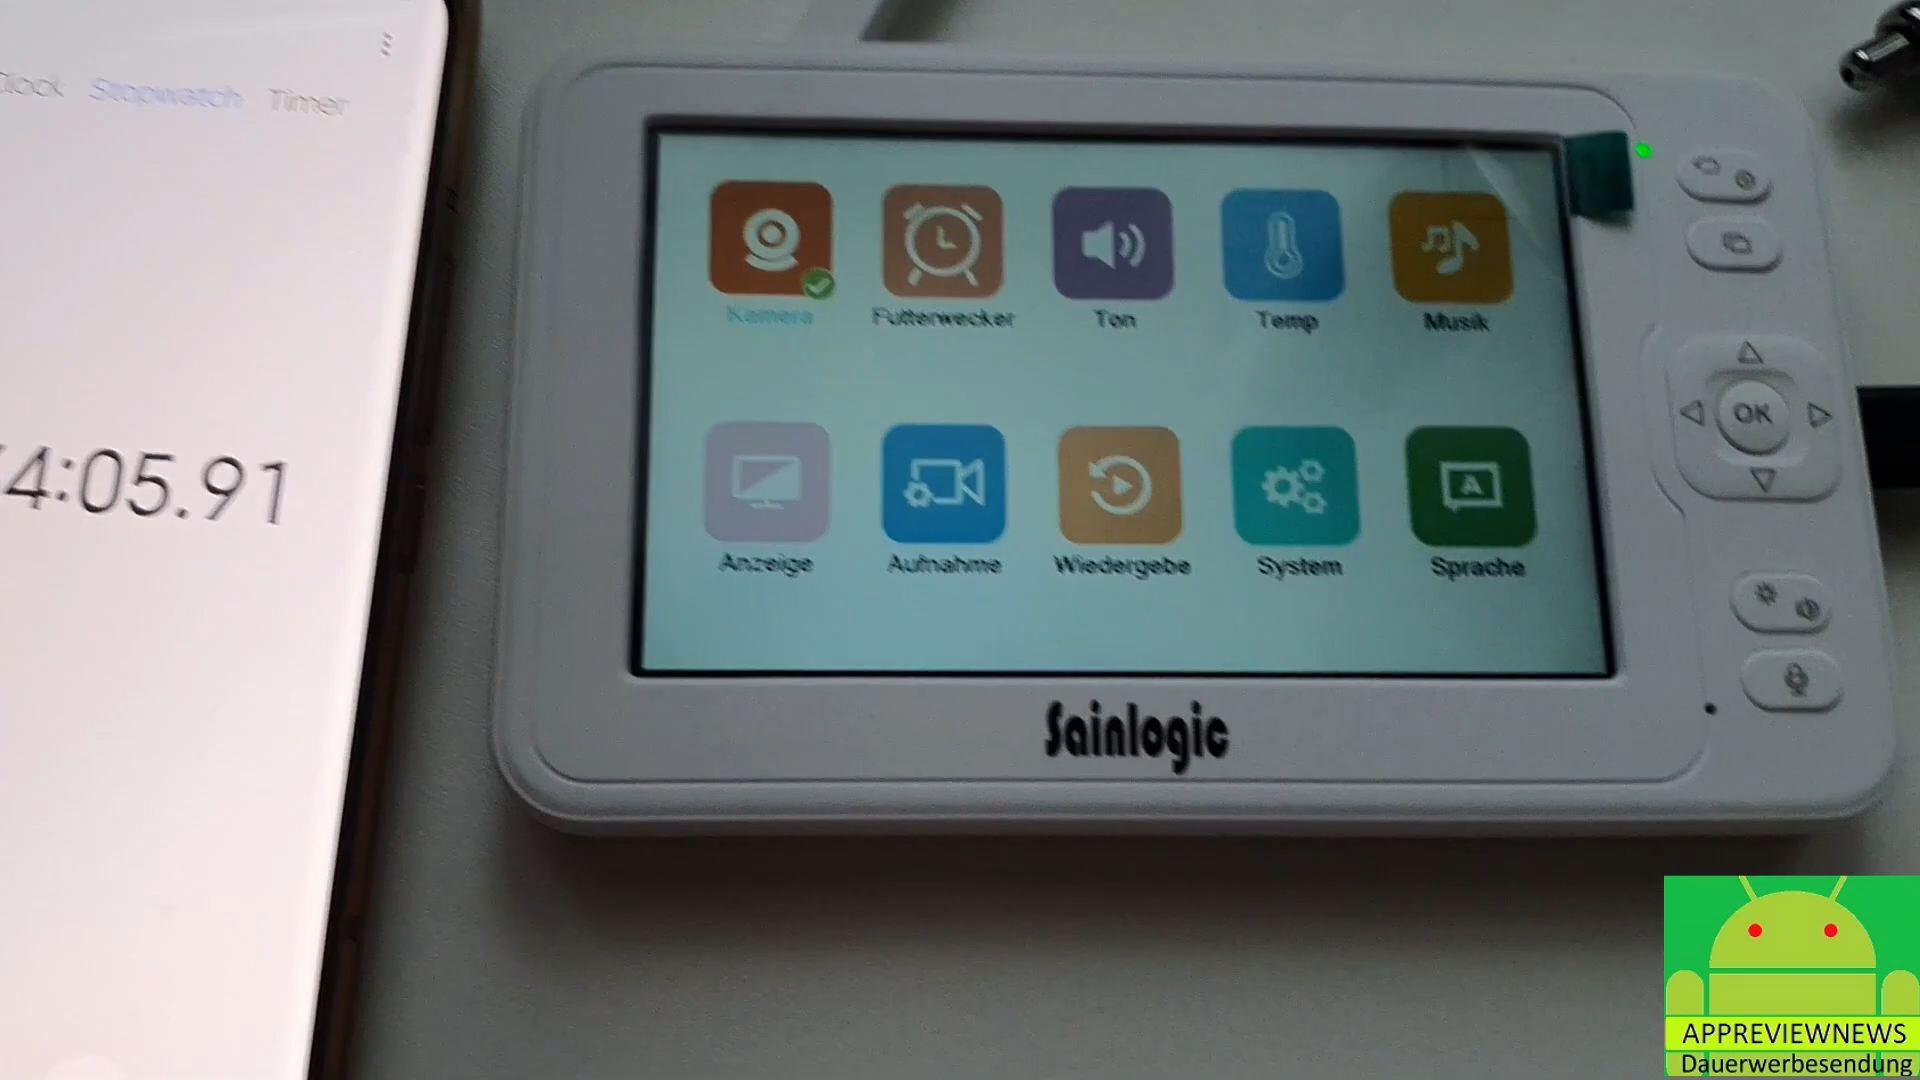 Clock Stopwatch Timer
4:05.91
Kamera Futterwecker Ton Temp Musik
A
Anzeige Aufnahme Wiedergebe System Sprache
OK
Sainlogic
APPREVIEWNEWS
Dauerwerbesendung